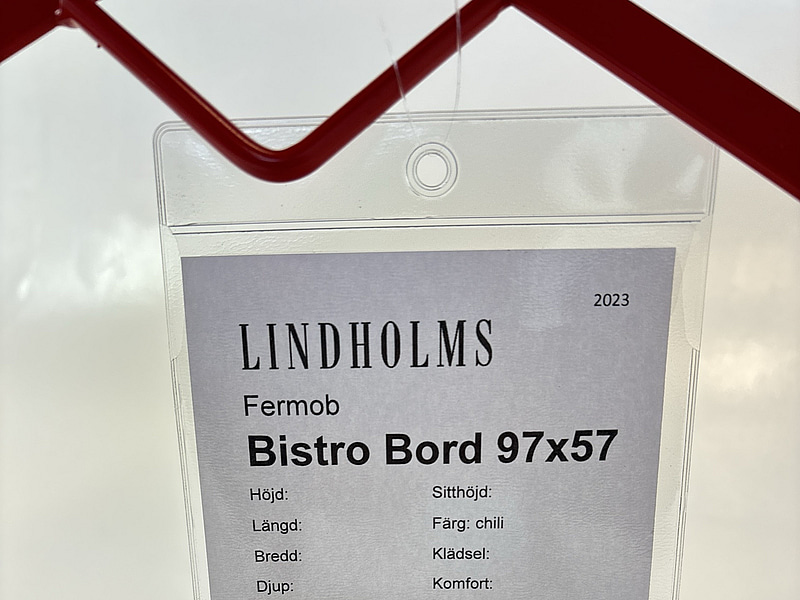 2023
LINDHOLMS
Fermob
Bistro Bord 97x57
Höjd: Sitthöjd:
Längd: Färg: chili
Bredd: Klädsel:
Djup: Komfort: